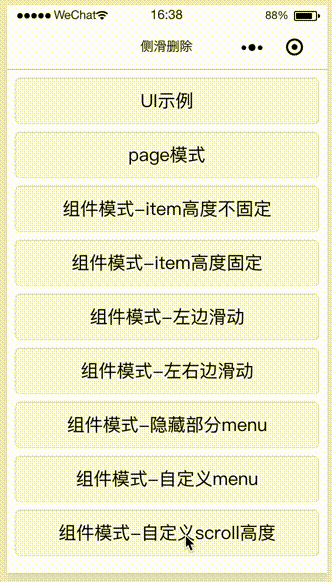 WeChat 16:38 88%
侧滑删除
UI示例
page模式
组件模式-item高度不固定
组件模式-item高度固定
组件模式-左边滑动
组件模式-左右边滑动
组件模式-隐藏部分menu
组件模式-自定义menu
组件模式-自定义scroll高度